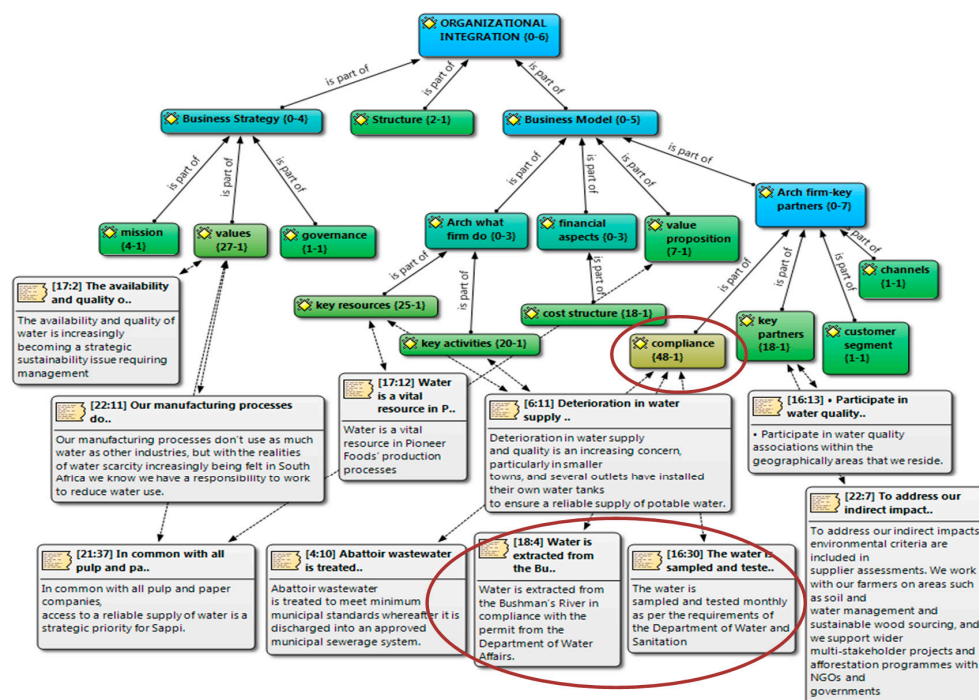 ORGANIZATIONAL
INTEGRATION {0-6}
is part of
is part of
is part of
Business Strategy {0-4}
Structure {2-1}
Business Model {0-5}
is part of
is part of
is part of
is part of
is part of
is part of
is part of
mission
{4-1}
values
{27-1}
governance
{1-1}
Arch what
firm do {0-3}
financial
aspects {0-3}
value
proposition
{7-1}
Arch firm-key
partners {0-7}
is part of
is part of
is part of
is part of
is part of
is part of
part of
channels
{1-1}
key resources {25-1}
cost structure {18-1}
key activities {20-1}
compliance
{48-1}
key
partners
{18-1}
customer
segment
{1-1}
[17:2] The availability
and quality o..
The availability and quality of
water is increasingly
becoming a strategic
sustainability issue requiring
management
[22:11] Our manufacturing processes
do..
Our manufacturing processes don't use as much
water as other industries, but with the realities
of water scarcity increasingly being felt in South
Africa we know we have a responsibility to work
to reduce water use.
[17:12] Water
is a vital
resource in P..
Water is a vital
resource in Pioneer
Foods' production
processes
[6:11] Deterioration in water
supply ..
Deterioration in water supply
and quality is an increasing concern,
particularly in smaller
towns, and several outlets have installed
their own water tanks
to ensure a reliable supply of potable water.
[16:13] • Participate in
water quality..
• Participate in water quality
associations within the
geographically areas that we reside.
[22:7] To address our
indirect impact..
To address our indirect impacts
environmental criteria are
included in
supplier assessments. We work
with our farmers on areas such
as soil and
water management and
sustainable wood sourcing, and
we support wider
multi-stakeholder projects and
afforestation programmes with
NGOs and
governments
[21:37] In common with all
pulp and pa..
In common with all pulp and paper
companies,
access to a reliable supply of water is a
strategic priority for Sappi.
[4:10] Abattoir wastewater
is treated..
Abattoir wastewater
is treated to meet minimum
municipal standards whereafter it is
discharged into an approved
municipal sewerage system.
[18:4] Water is
extracted from
the Bu..
Water is extracted from
the Bushman's River in
compliance with the
permit from the
Department of Water
Affairs.
[16:30] The water is
sampled and teste..
The water is
sampled and tested monthly
as per the requirements of
the Department of Water and
Sanitation